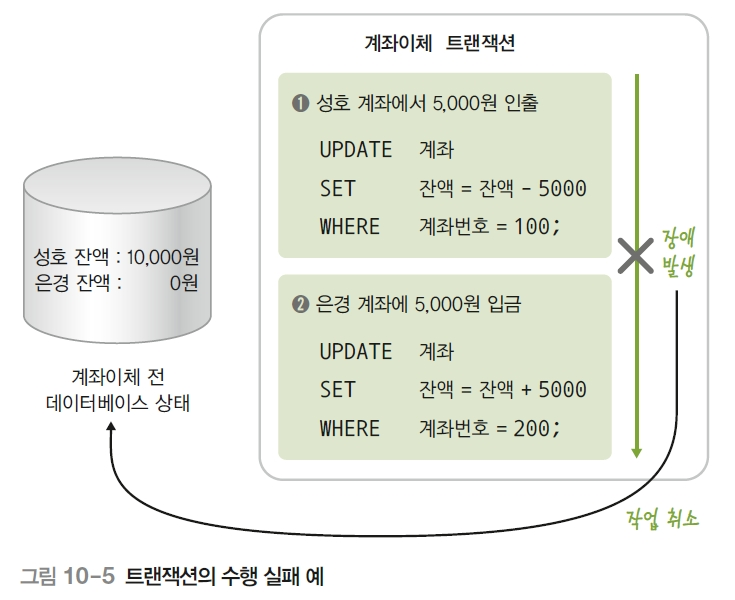 계좌이체 트랜잭션
❶ 성호 계좌에서 5,000원 인출
UPDATE 계좌
SET 잔액 = 잔액 - 5000
WHERE 계좌번호 = 100;
장애
발생
❷ 은경 계좌에 5,000원 입금
UPDATE 계좌
SET 잔액 = 잔액 + 5000
WHERE 계좌번호 = 200;
성호 잔액 : 10,000원
은경 잔액 : 0원
계좌이체 전
데이터베이스 상태
작업 취소
그림 10-5 트랜잭션의 수행 실패 예